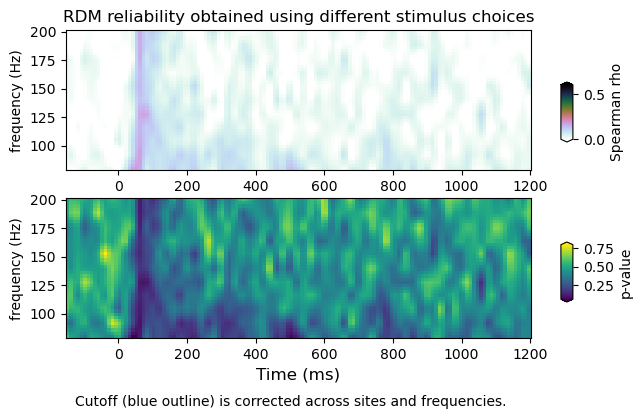 RDM reliability obtained using different stimulus choices
200
175
150
125
100
frequency (Hz)
0 200 400 600 800 1000 1200
0.5
0.0
Spearman rho
200
175
150
125
100
frequency (Hz)
0 200 400 600 800 1000 1200
Time (ms)
0.75
0.50
0.25
p-value
Cutoff (blue outline) is corrected across sites and frequencies.